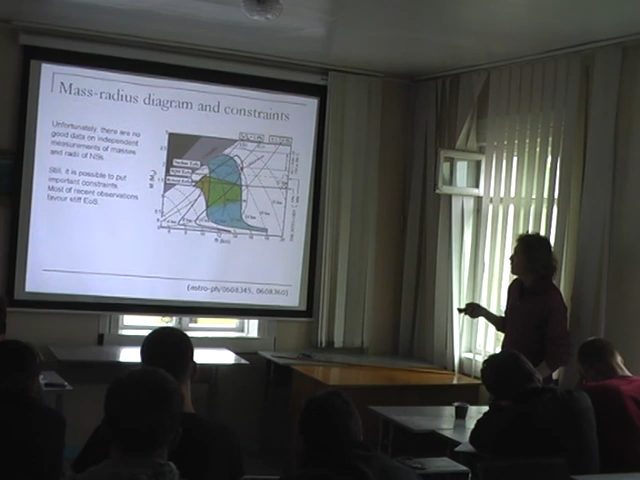 Mass-radius diagram and constraints
Unfortunately, there are no
good data on independent
measurements of masses
and radii of NSs.
Still, it is possible to put
important constraints.
Most of recent observations
favour stiff EoS.
R [km]
(astro-ph/0608345, 0608360)